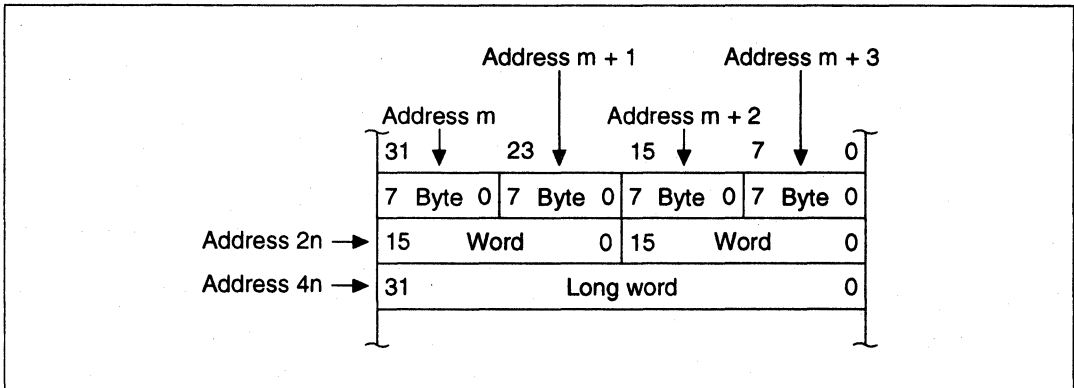 Address m + 1 Address m + 3
Address m Address m + 2
31 23 15 7 0
7 Byte 0 7 Byte 0 7 Byte 0 7 Byte 0
Address 2n 15 Word 0 15 Word 0
Address 4n 31 Long word 0